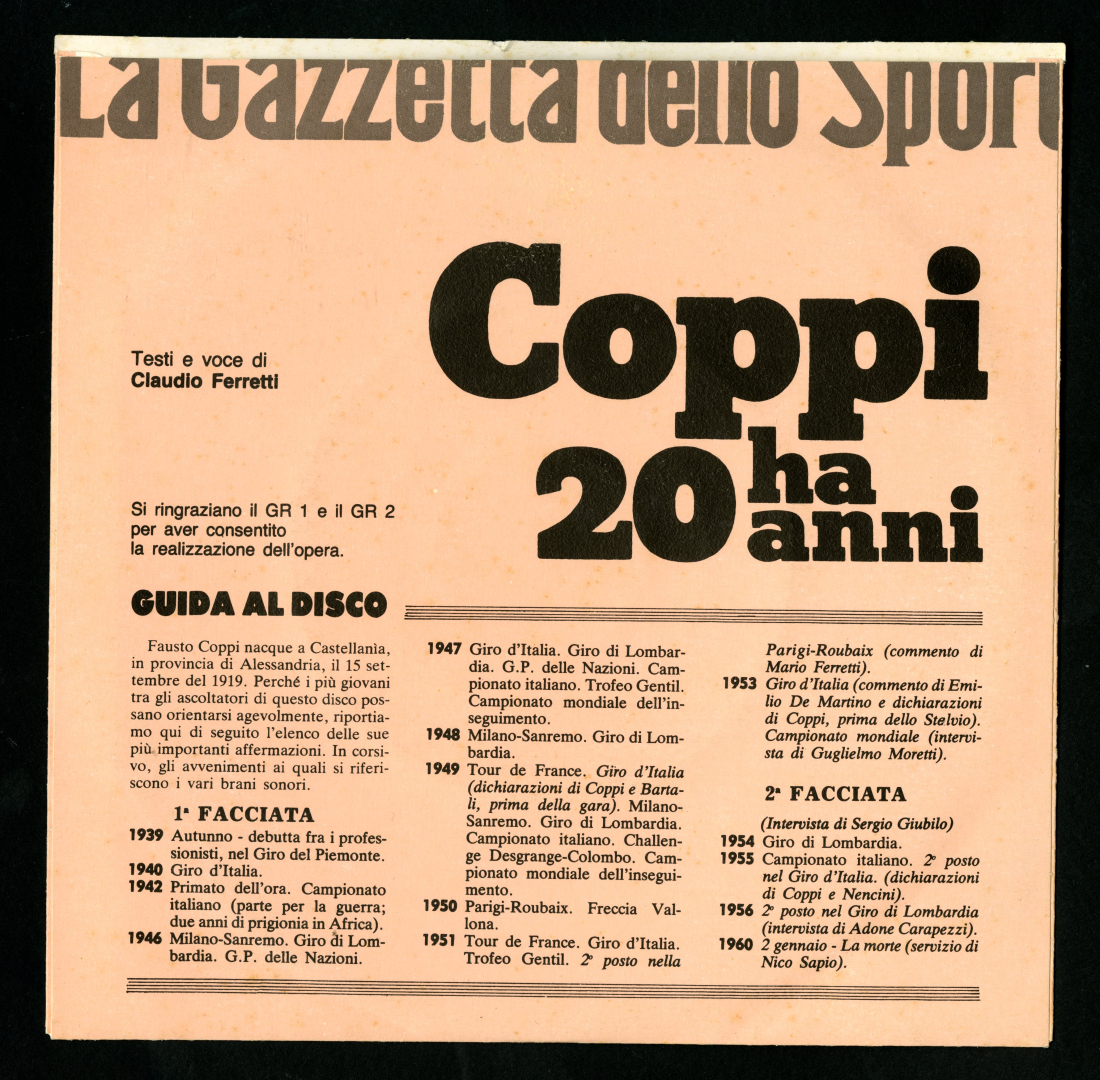 La Gazzetta dello Sport
Coppi
ha
20 anni
Testi e voce di
Claudio Ferretti
Si ringraziano il GR 1 e il GR 2
per aver consentito
la realizzazione dell'opera.
GUIDA AL DISCO
Fausto Coppi nacque a Castellanìa,
in provincia di Alessandria, il 15 set-
tembre del 1919. Perché i più giovani
tra gli ascoltatori di questo disco pos-
sano orientarsi agevolmente, riportia-
mo qui di seguito l'elenco delle sue
più importanti affermazioni. In corsi-
vo, gli avvenimenti ai quali si riferi-
scono i vari brani sonori.
1ª FACCIATA
1939 Autunno - debutta fra i profes-
sionisti, nel Giro del Piemonte.
1940 Giro d'Italia.
1942 Primato dell'ora. Campionato
italiano (parte per la guerra;
due anni di prigionia in Africa).
1946 Milano-Sanremo. Giro di Lom-
bardia. G.P. delle Nazioni.
1947 Giro d'Italia. Giro di Lombar-
dia. G.P. delle Nazioni. Cam-
pionato italiano. Trofeo Gentil.
Campionato mondiale dell'in-
seguimento.
1948 Milano-Sanremo. Giro di Lom-
bardia.
1949 Tour de France. Giro d'Italia
(dichiarazioni di Coppi e Barta-
li, prima della gara). Milano-
Sanremo. Giro di Lombardia.
Campionato italiano. Challen-
ge Desgrange-Colombo. Cam-
pionato mondiale dell'insegui-
mento.
1950 Parigi-Roubaix. Freccia Val-
lona.
1951 Tour de France. Giro d'Italia.
Trofeo Gentil. 2º posto nella
Parigi-Roubaix (commento di
Mario Ferretti).
1953 Giro d'Italia (commento di Emi-
lio De Martino e dichiarazioni
di Coppi, prima dello Stelvio).
Campionato mondiale (intervi-
sta di Guglielmo Moretti).
2ª FACCIATA
(Intervista di Sergio Giubilo)
1954 Giro di Lombardia.
1955 Campionato italiano. 2º posto
nel Giro d'Italia. (dichiarazioni
di Coppi e Nencini).
1956 2º posto nel Giro di Lombardia
(intervista di Adone Carapezzi).
1960 2 gennaio - La morte (servizio di
Nico Sapio).